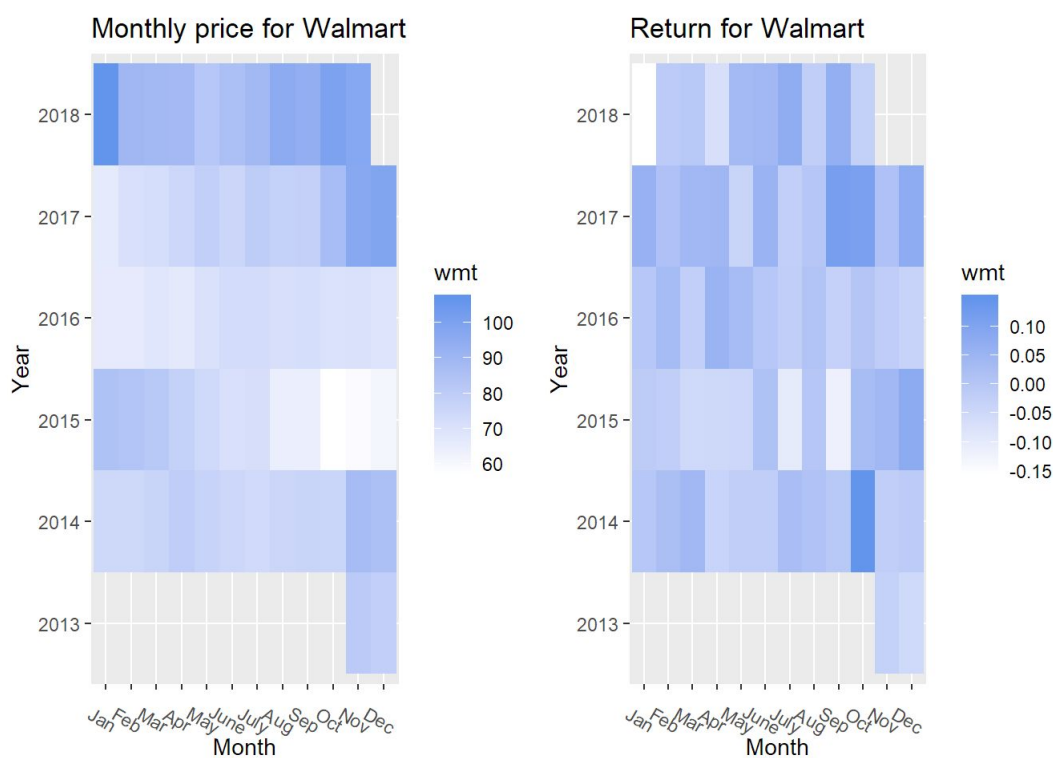 Monthly price for Walmart
Year
2018
2017
2016
2015
2014
2013
Jan Feb Mar Apr May June July Aug Sep Oct Nov Dec
Month
wmt
100
90
80
70
60
Return for Walmart
Year
2018
2017
2016
2015
2014
2013
Jan Feb Mar Apr May June July Aug Sep Oct Nov Dec
Month
wmt
0.10
0.05
0.00
-0.05
-0.10
-0.15